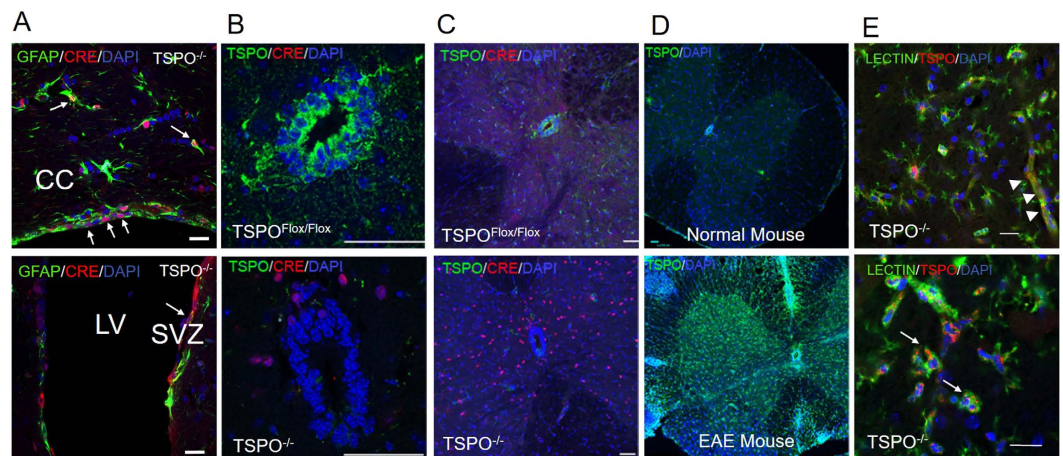 A
B
C
D
E
GFAP/CRE/DAPI
TSPO-/-
CC
TSPO/CRE/DAPI
TSPOFlox/Flox
TSPO/CRE/DAPI
TSPOFlox/Flox
TSPO/DAPI
Normal Mouse
LECTIN/TSPO/DAPI
TSPO-/-
GFAP/CRE/DAPI
TSPO-/-
LV
SVZ
TSPO/CRE/DAPI
TSPO-/-
TSPO/CRE/DAPI
TSPO-/-
TSPO/DAPI
EAE Mouse
LECTIN/TSPO/DAPI
TSPO-/-